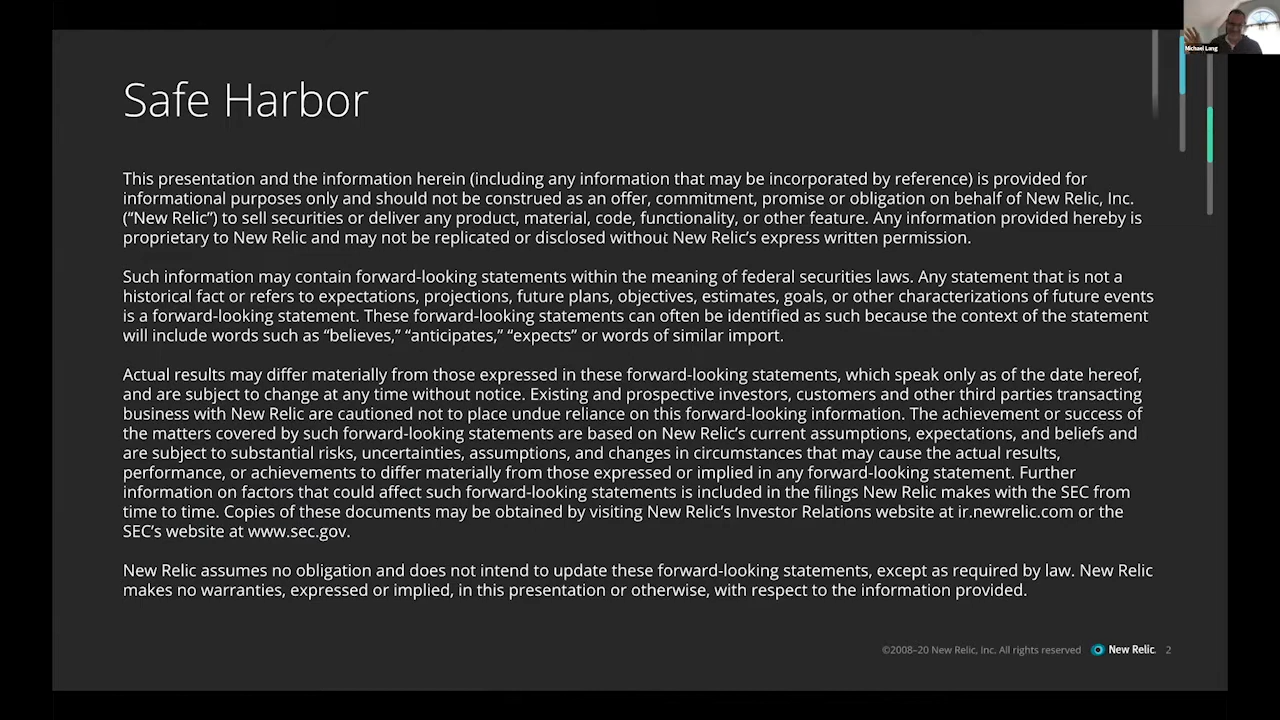 Michael Lang
Safe Harbor
This presentation and the information herein (including any information that may be incorporated by reference) is provided for
informational purposes only and should not be construed as an offer, commitment, promise or obligation on behalf of New Relic, Inc.
(“New Relic”) to sell securities or deliver any product, material, code, functionality, or other feature. Any information provided hereby is
proprietary to New Relic and may not be replicated or disclosed without New Relic’s express written permission.
Such information may contain forward-looking statements within the meaning of federal securities laws. Any statement that is not a
historical fact or refers to expectations, projections, future plans, objectives, estimates, goals, or other characterizations of future events
is a forward-looking statement. These forward-looking statements can often be identified as such because the context of the statement
will include words such as “believes,” “anticipates,” “expects” or words of similar import.
Actual results may differ materially from those expressed in these forward-looking statements, which speak only as of the date hereof,
and are subject to change at any time without notice. Existing and prospective investors, customers and other third parties transacting
business with New Relic are cautioned not to place undue reliance on this forward-looking information. The achievement or success of
the matters covered by such forward-looking statements are based on New Relic’s current assumptions, expectations, and beliefs and
are subject to substantial risks, uncertainties, assumptions, and changes in circumstances that may cause the actual results,
performance, or achievements to differ materially from those expressed or implied in any forward-looking statement. Further
information on factors that could affect such forward-looking statements is included in the filings New Relic makes with the SEC from
time to time. Copies of these documents may be obtained by visiting New Relic’s Investor Relations website at ir.newrelic.com or the
SEC’s website at www.sec.gov.
New Relic assumes no obligation and does not intend to update these forward-looking statements, except as required by law. New Relic
makes no warranties, expressed or implied, in this presentation or otherwise, with respect to the information provided.
©2008–20 New Relic, Inc. All rights reserved New Relic. 2